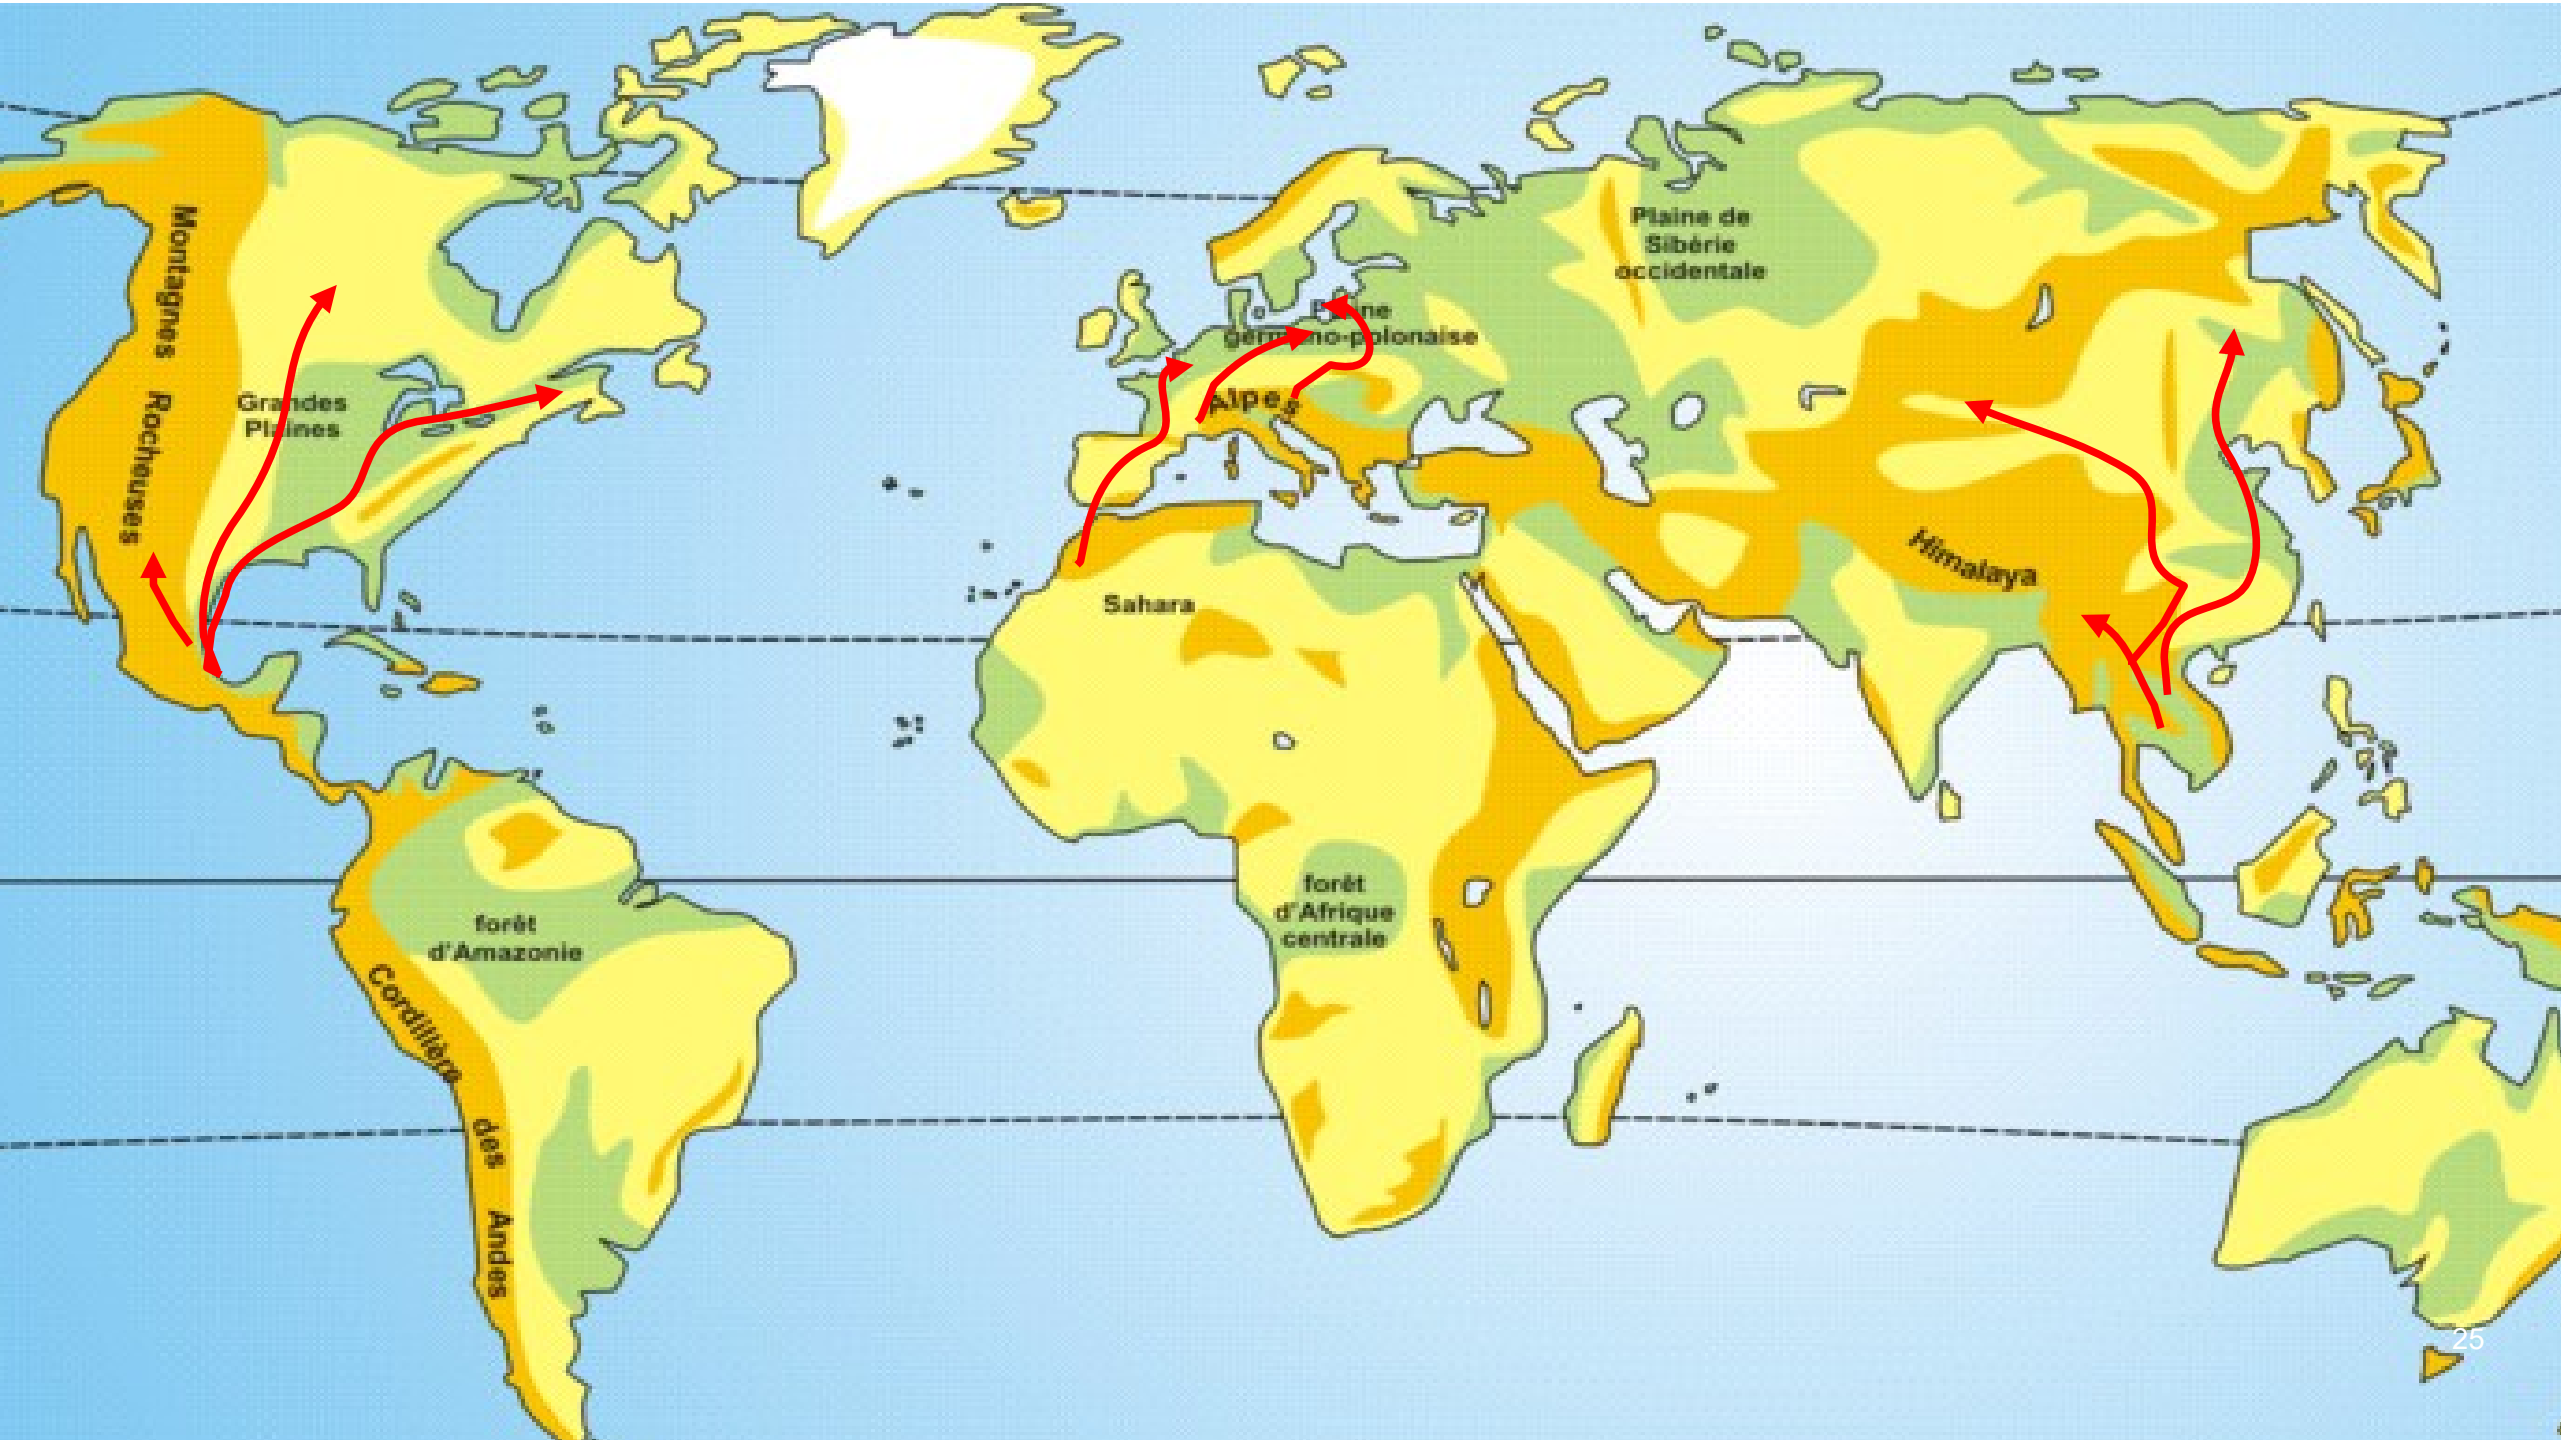 Montagnes Rocheuses
Grandes
Plaines
Plaine de
Sibérie
occidentale
Plaine
germano-polonaise
Alpes
Himalaya
Sahara
forêt
d'Amazonie
forêt
d'Afrique
centrale
Cordillère des Andes
25